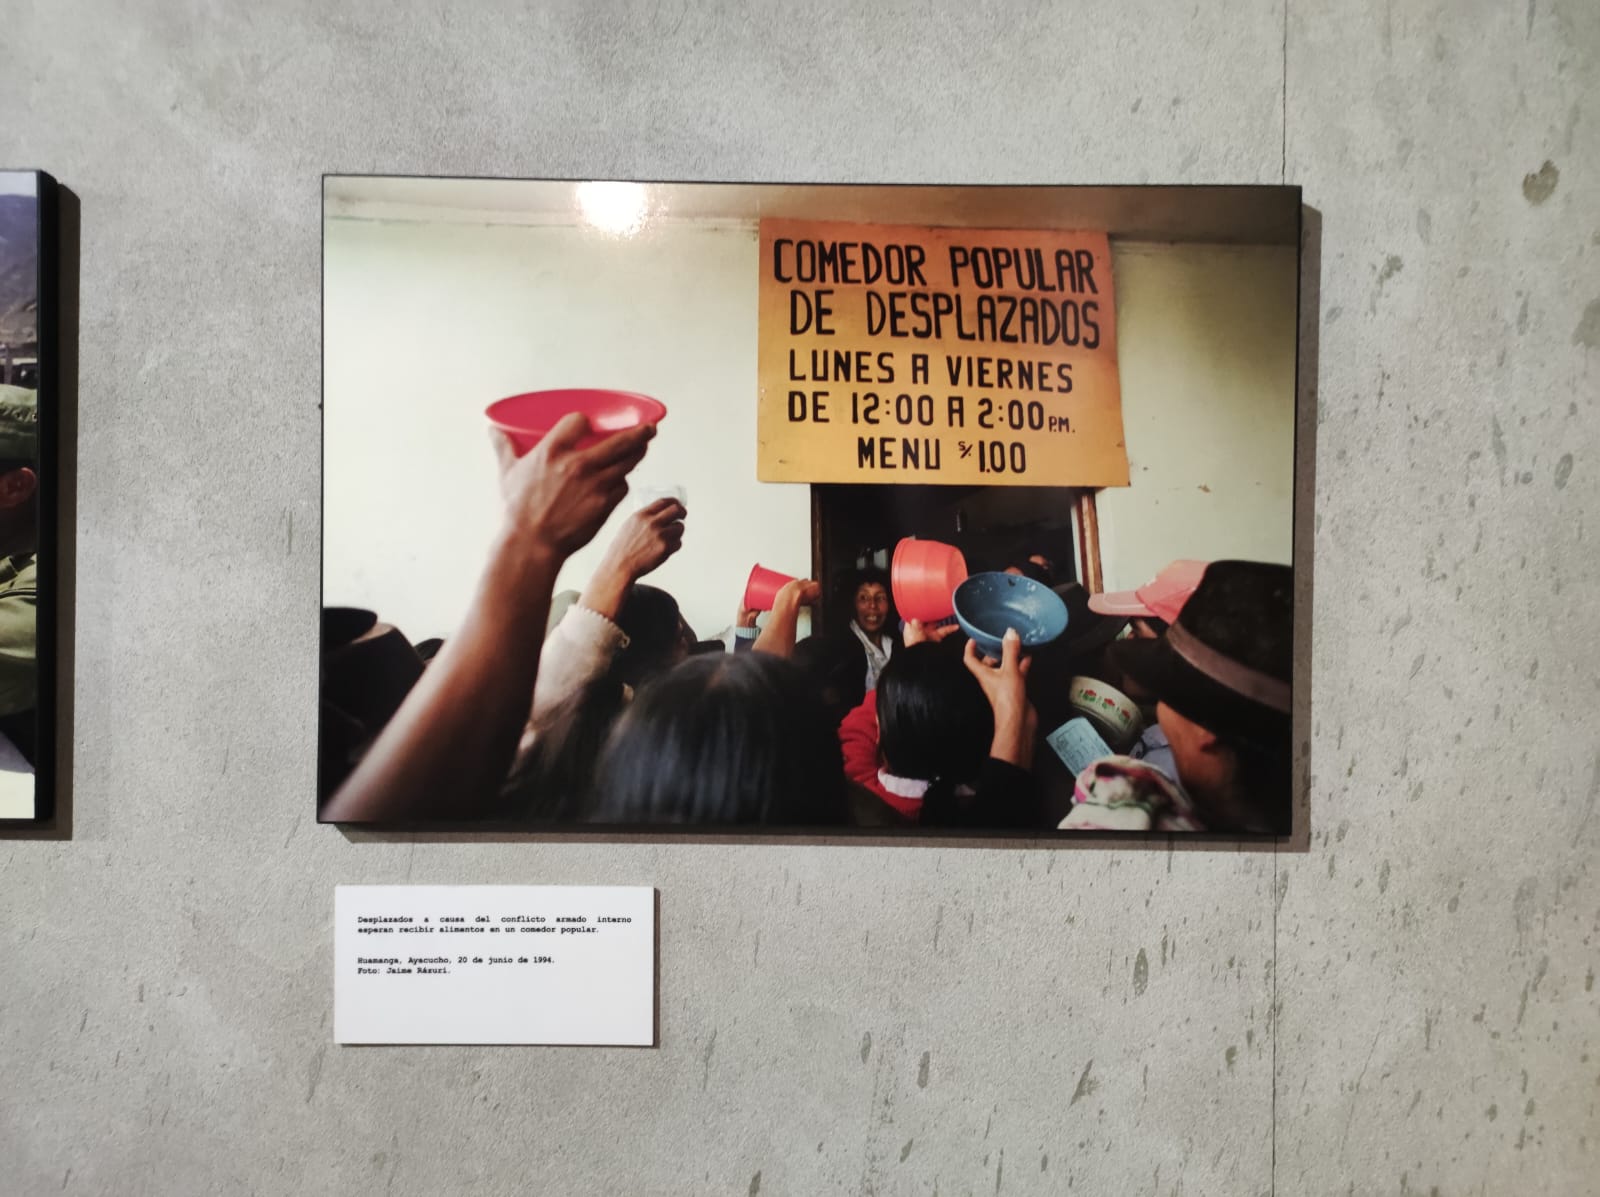 COMEDOR POPULAR
DE DESPLAZADOS
LUNES A VIERNES
DE 12:00 A 2:00 P.M.
MENU S/. 1.00
Desplazados a causa del conflicto armado interno
esperan recibir alimentos en un comedor popular.
Huamanga, Ayacucho, 20 de junio de 1994.
Foto: Jaime Rázuri.